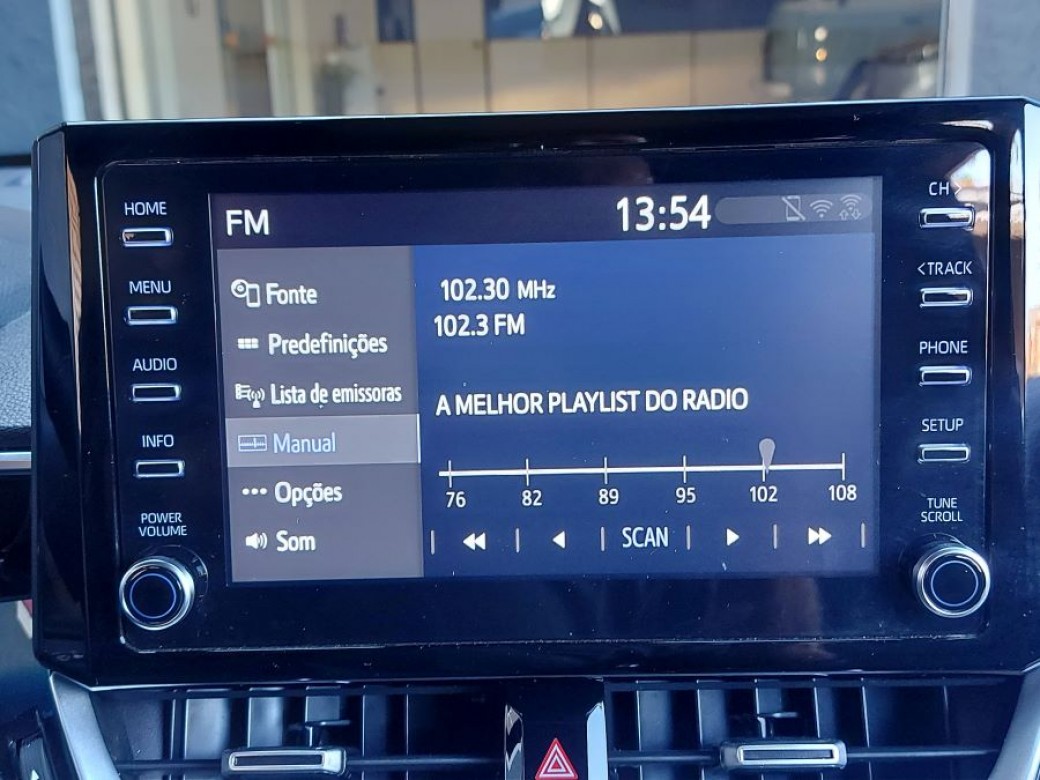 HOME
MENU
AUDIO
INFO
POWER
VOLUME
FM
13:54
Fonte
Predefinições
Lista de emissoras
Manual
Opções
Som
102.30 MHz
102.3 FM
A MELHOR PLAYLIST DO RADIO
76 82 89 95 102 108
SCAN
CH >
< TRACK
PHONE
SETUP
TUNE
SCROLL